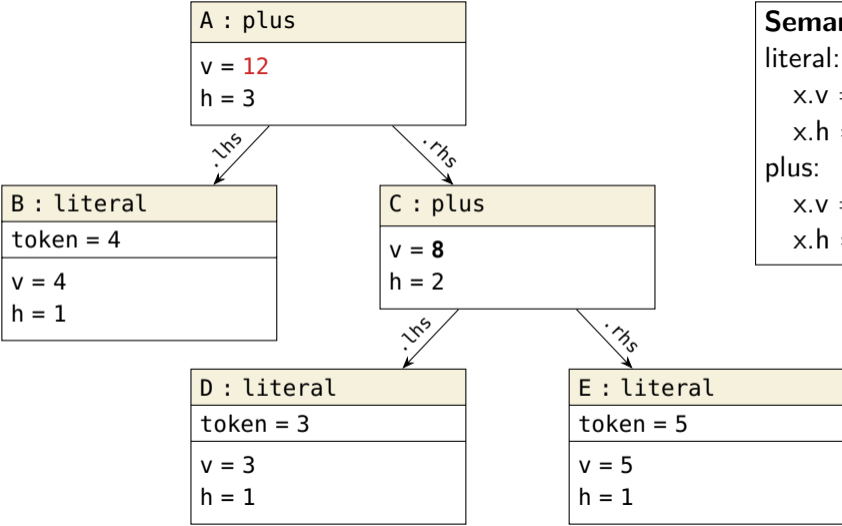 A : plus
v = 12
h = 3
.lhs
.rhs
B : literal
token = 4
v = 4
h = 1
C : plus
v = 8
h = 2
.lhs
.rhs
D : literal
token = 3
v = 3
h = 1
E : literal
token = 5
v = 5
h = 1
literal:
x.v =
x.h =
plus:
x.v =
x.h =